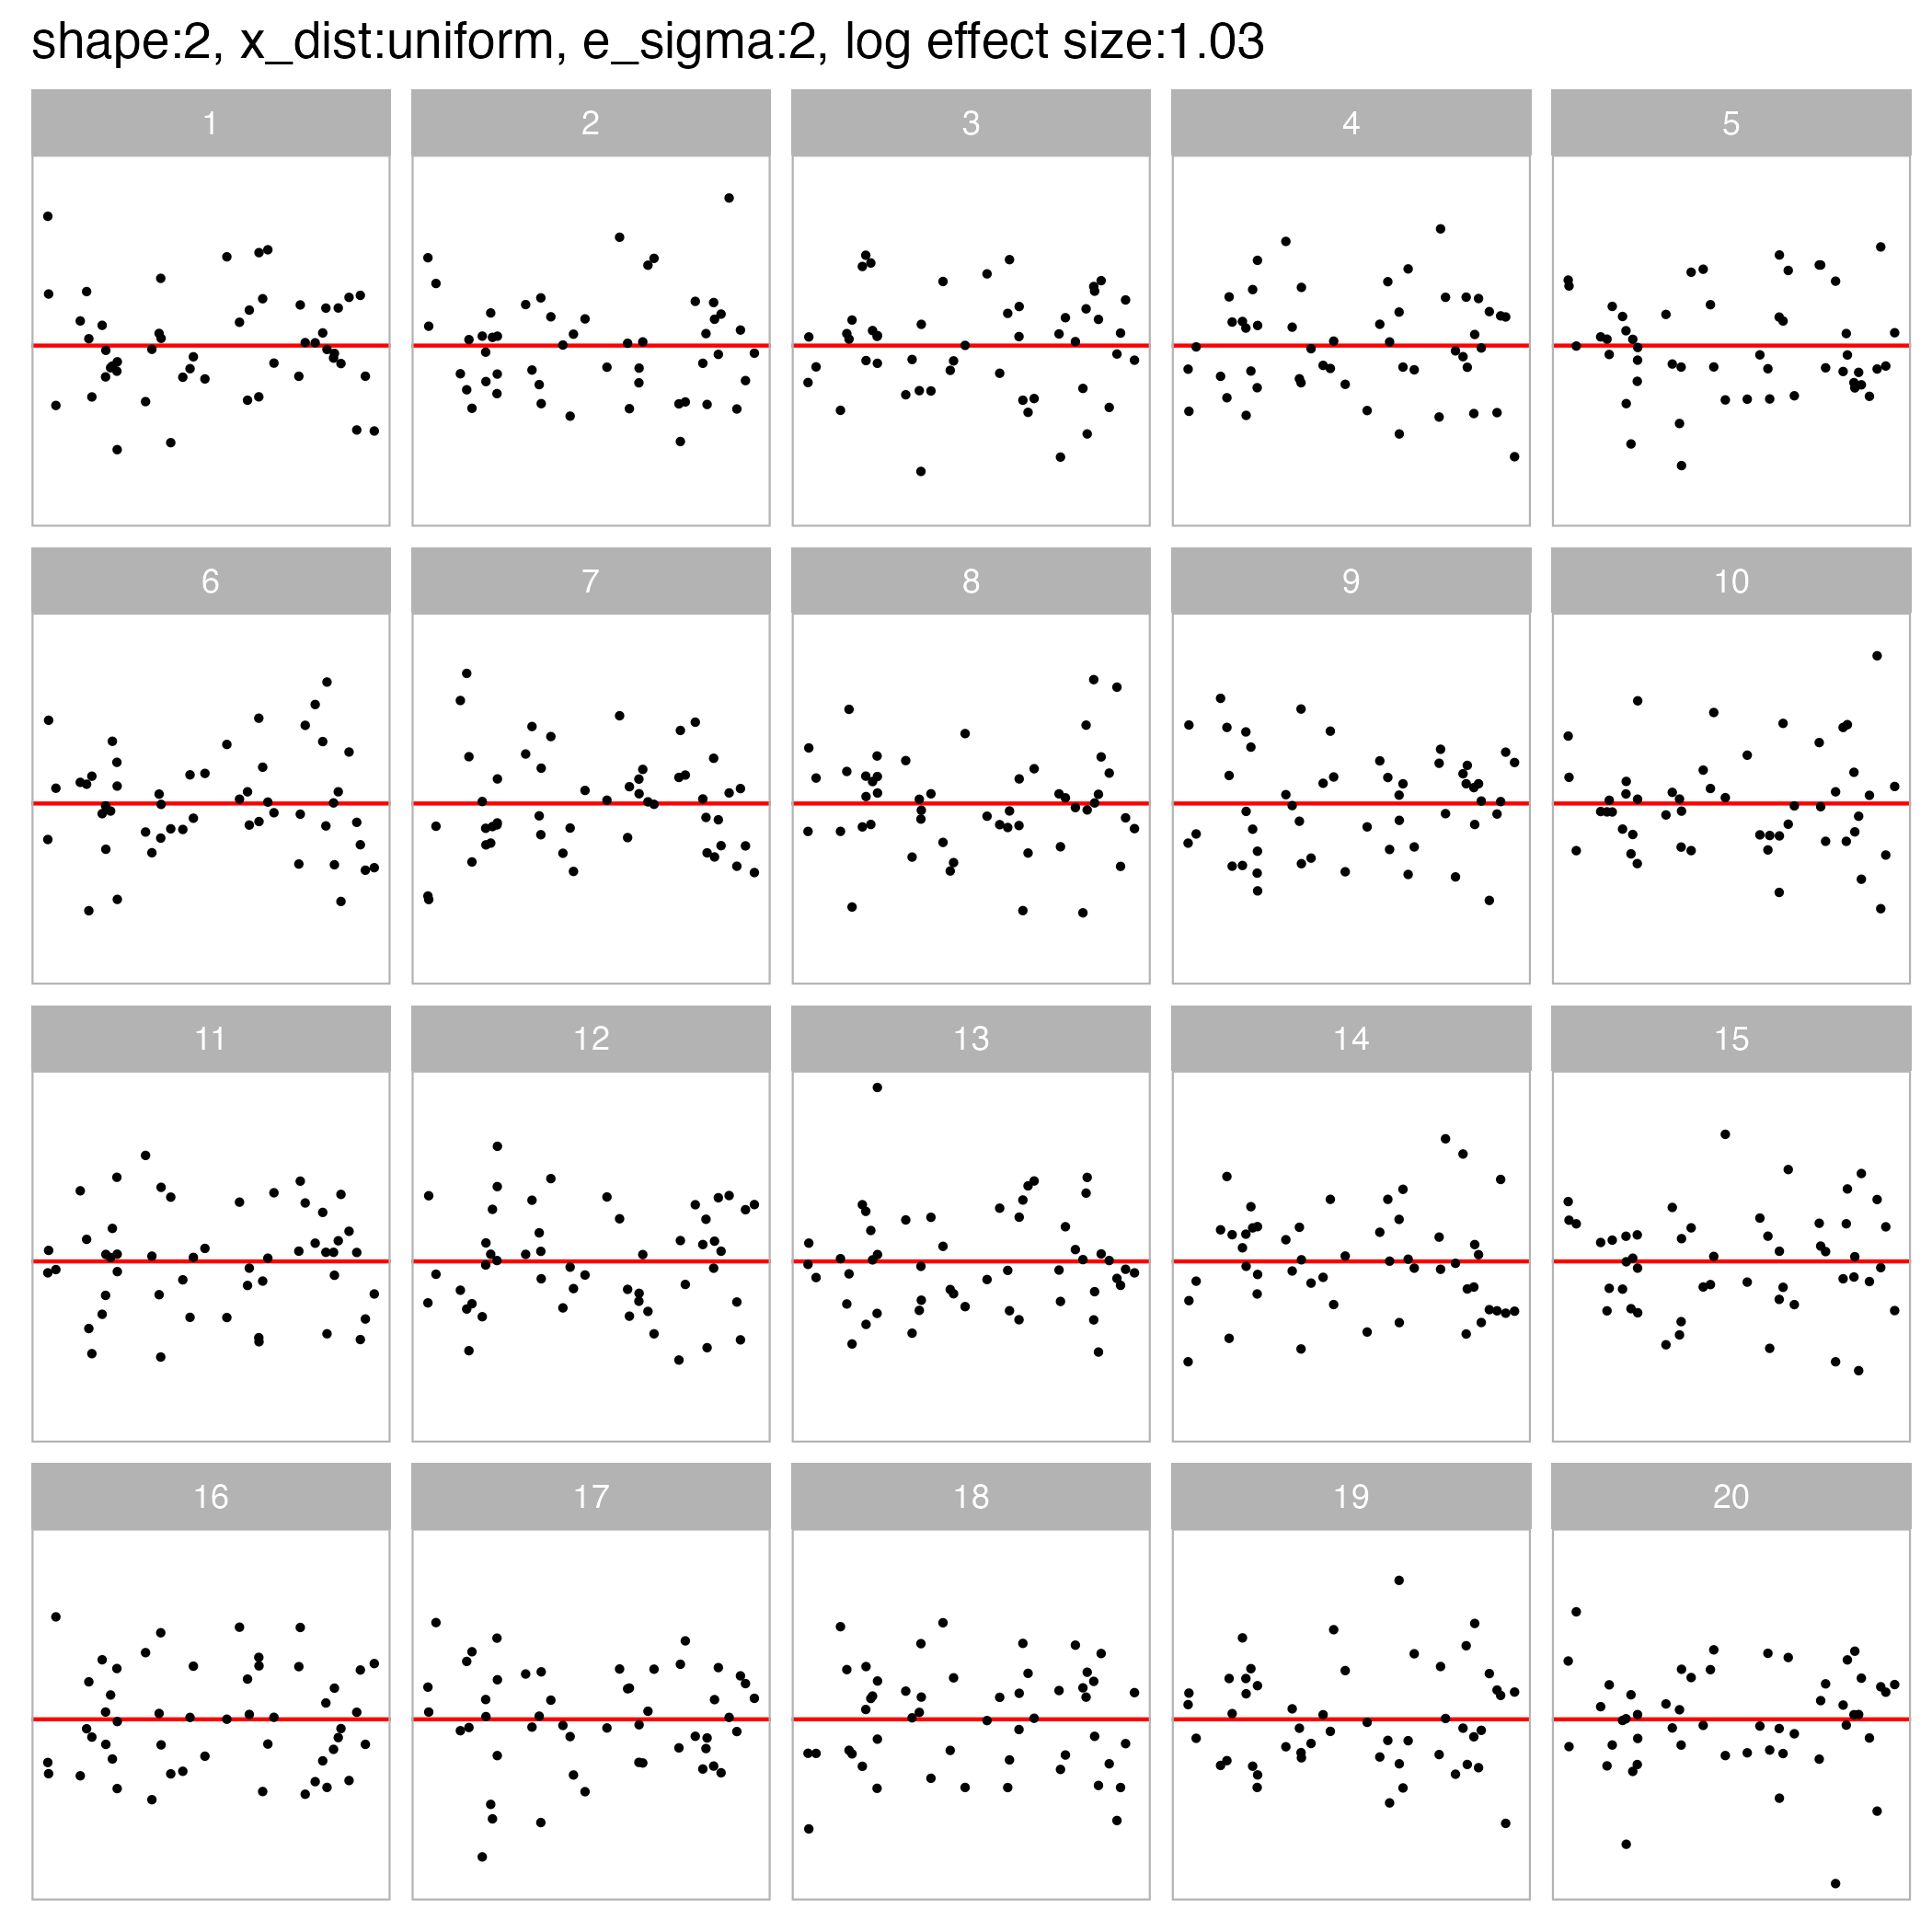 shape:2, x_dist:uniform, e_sigma:2, log effect size:1.03
1 2 3 4 5
6 7 8 9 10
11 12 13 14 15
16 17 18 19 20